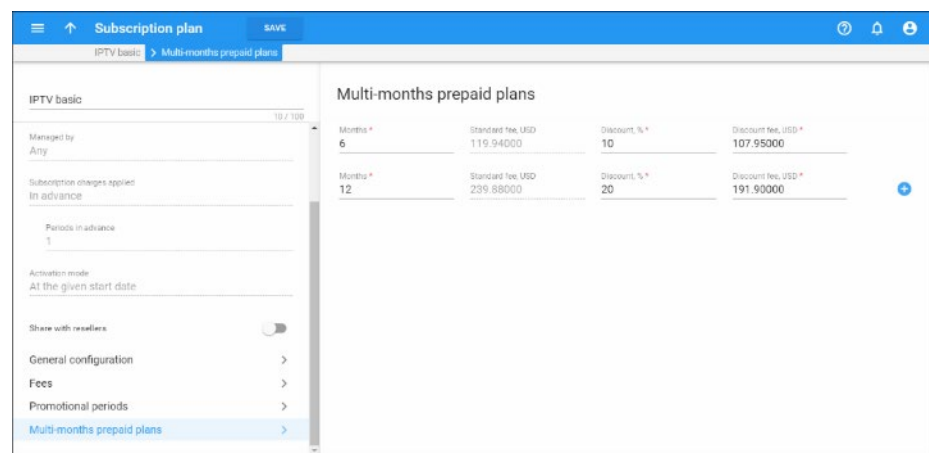 Subscription plan SAVE
IPTV basic Multi-months prepaid plans
IPTV basic
10 / 100
Managed by
Any
Subscription charges applied
In advance
Periods in advance
1
Activation mode
At the given start date
Share with resellers
General configuration
Fees
Promotional periods
Multi-months prepaid plans
Multi-months prepaid plans
Months * Standard fee, USD Discount, % * Discount fee, USD *
6 119.94000 10 107.95000
Months * Standard fee, USD Discount, % * Discount fee, USD *
12 239.88000 20 191.90000